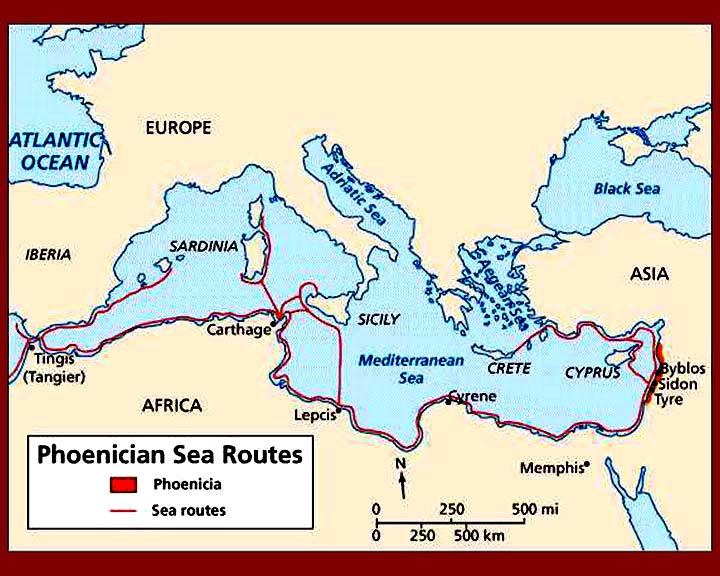 EUROPE
ATLANTIC
OCEAN
Adriatic Sea
Black Sea
IBERIA
SARDINIA
Aegean Sea
ASIA
SICILY
Carthage
Tingis
(Tangier)
Mediterranean
Sea
CRETE
CYPRUS
Byblos
Sidon
Tyre
AFRICA
Cyrene
Lepcis
Memphis
Phoenician Sea Routes
Phoenicia
Sea routes
N
0 250 500 mi
0 250 500 km